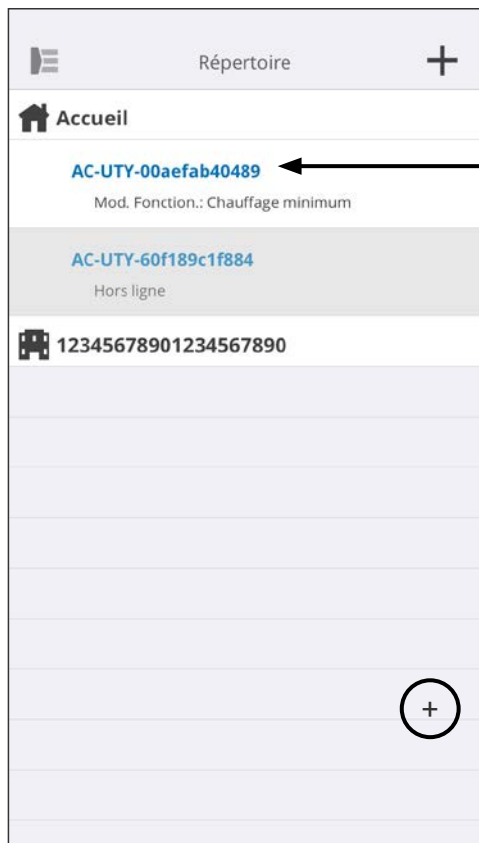 Répertoire +
Accueil
AC-UTY-00aefab40489
Mod. Fonction.: Chauffage minimum
AC-UTY-60f189c1f884
Hors ligne
12345678901234567890
+